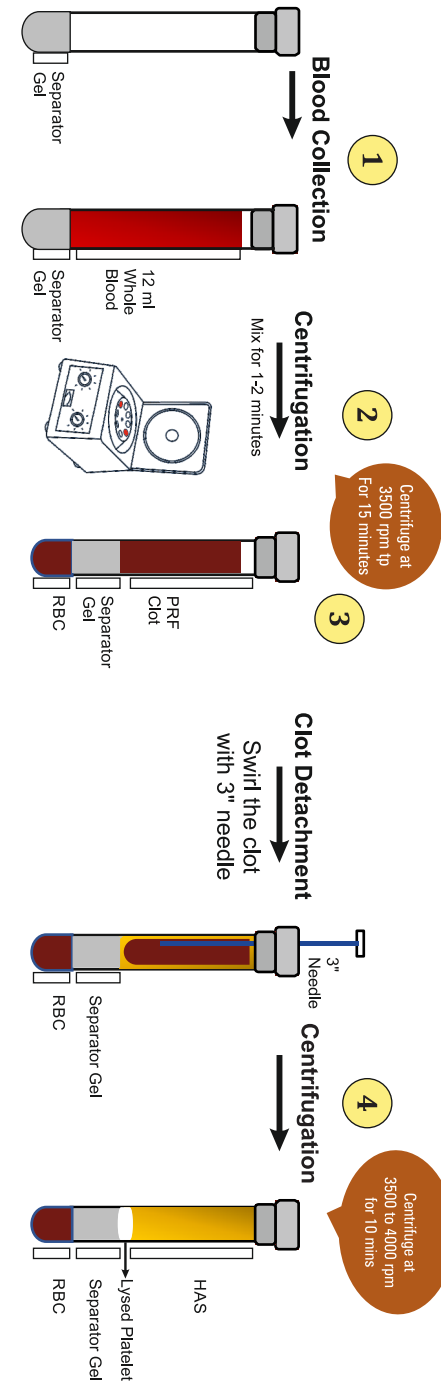 Separator
Gel
Blood Collection
1
12 ml
Whole
Blood
Separator
Gel
Centrifugation
Mix for 1-2 minutes
2
Centrifuge at
3500 rpm tp
For 15 minutes
3
PRF
Clot
Separator
Gel
RBC
Clot Detachment
Swirl the clot
with 3" needle
3"
Needle
Separator Gel
RBC
Centrifugation
4
Centrifuge at
3500 to 4000 rpm
for 10 mins
HAS
Lysed Platelet
Separator Gel
RBC